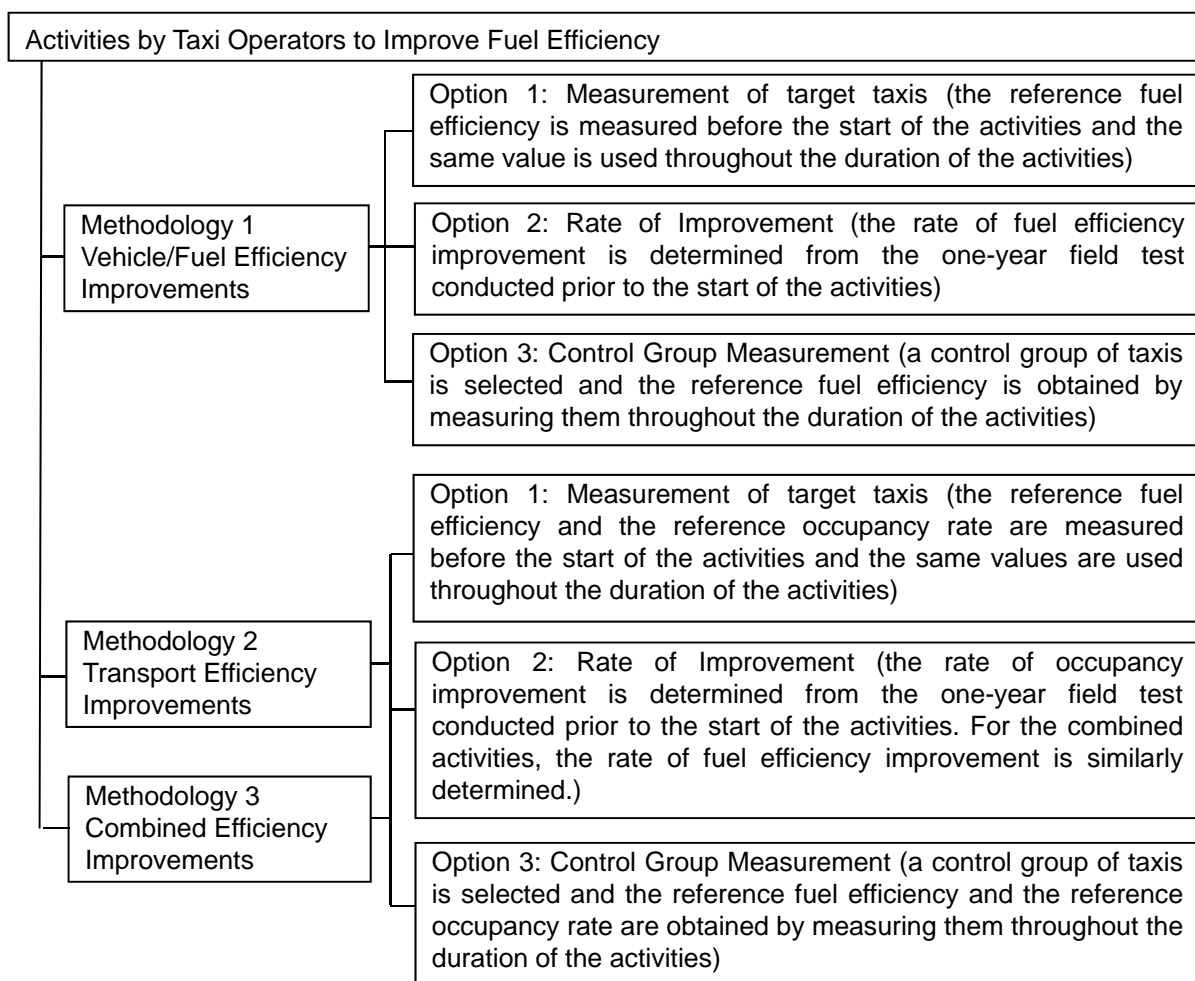 Activities by Taxi Operators to Improve Fuel Efficiency
Option 1: Measurement of target taxis (the reference fuel
efficiency is measured before the start of the activities and the
same value is used throughout the duration of the activities)
Methodology 1
Vehicle/Fuel Efficiency
Improvements
Option 2: Rate of Improvement (the rate of fuel efficiency
improvement is determined from the one-year field test
conducted prior to the start of the activities)
Option 3: Control Group Measurement (a control group of taxis
is selected and the reference fuel efficiency is obtained by
measuring them throughout the duration of the activities)
Option 1: Measurement of target taxis (the reference fuel
efficiency and the reference occupancy rate are measured
before the start of the activities and the same values are used
throughout the duration of the activities)
Methodology 2
Transport Efficiency
Improvements
Option 2: Rate of Improvement (the rate of occupancy
improvement is determined from the one-year field test
conducted prior to the start of the activities. For the combined
activities, the rate of fuel efficiency improvement is similarly
determined.)
Methodology 3
Combined Efficiency
Improvements
Option 3: Control Group Measurement (a control group of taxis
is selected and the reference fuel efficiency and the reference
occupancy rate are obtained by measuring them throughout the
duration of the activities)